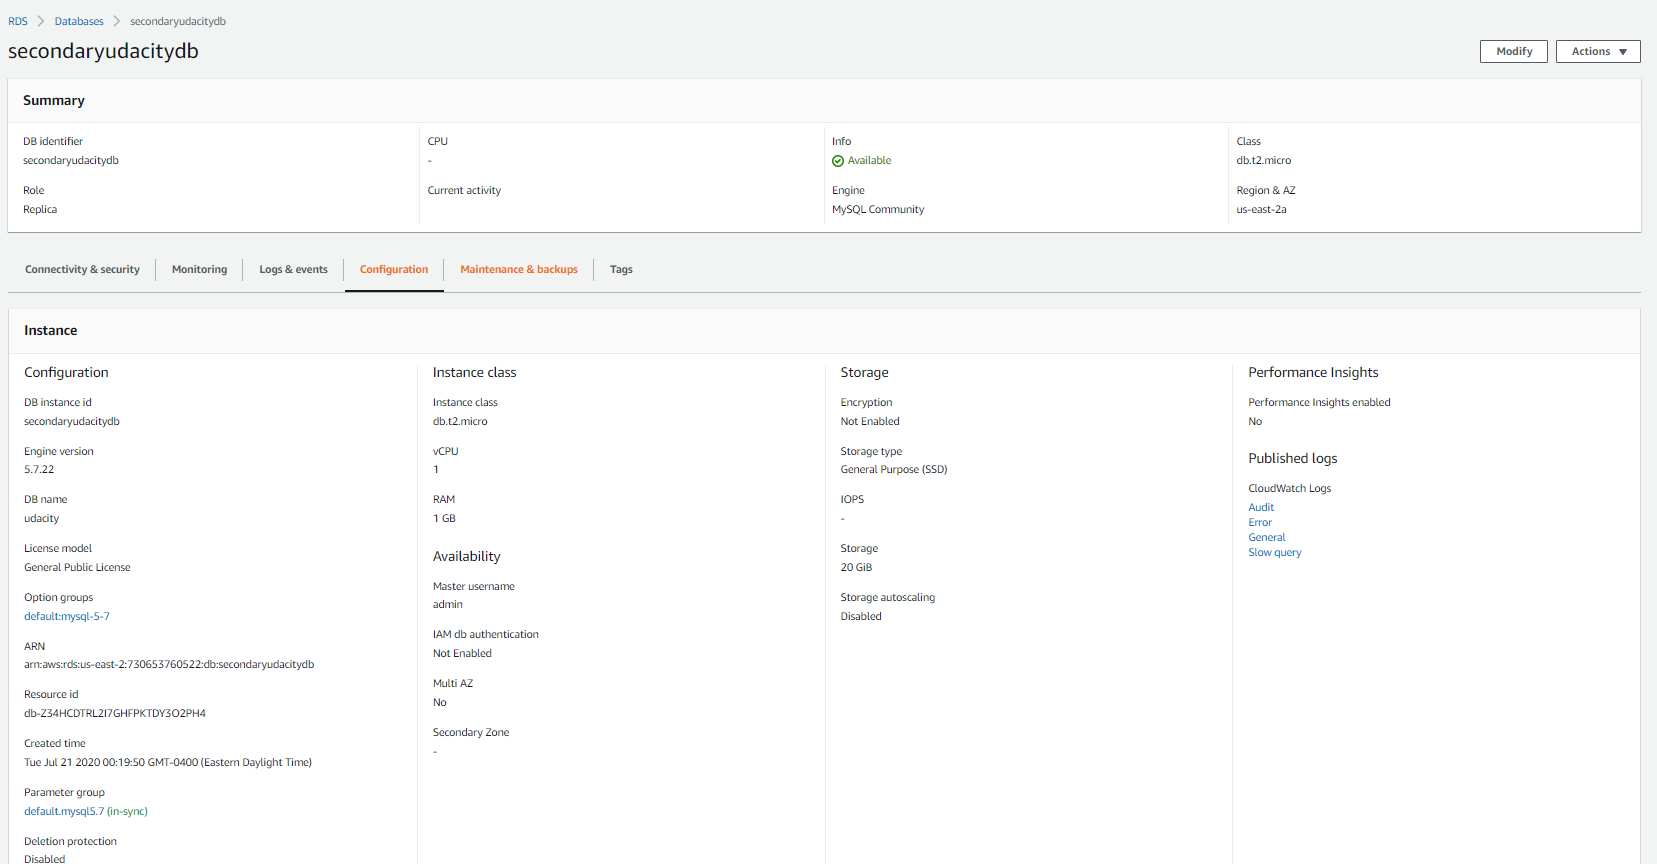 RDS > Databases > secondaryudacitydb
secondaryudacitydb
Modify
Actions
Summary
DB identifier
secondaryudacitydb
Role
Replica
CPU
-
Current activity
Info
Available
Engine
MySQL Community
Class
db.t2.micro
Region & AZ
us-east-2a
Connectivity & security
Monitoring
Logs & events
Configuration
Maintenance & backups
Tags
Instance
Configuration
DB instance id
secondaryudacitydb
Engine version
5.7.22
DB name
udacity
License model
General Public License
Option groups
default:mysql-5-7
ARN
arn:aws:rds:us-east-2:730653760522:db:secondaryudacitydb
Resource id
db-Z34HCDTRL2I7GHFPKTDY3O2PH4
Created time
Tue Jul 21 2020 00:19:50 GMT-0400 (Eastern Daylight Time)
Parameter group
default.mysql5.7 (in-sync)
Deletion protection
Disabled
Instance class
Instance class
db.t2.micro
vCPU
1
RAM
1 GB
Availability
Master username
admin
IAM db authentication
Not Enabled
Multi AZ
No
Secondary Zone
-
Storage
Encryption
Not Enabled
Storage type
General Purpose (SSD)
IOPS
-
Storage
20 GiB
Storage autoscaling
Disabled
Performance Insights
Performance Insights enabled
No
Published logs
CloudWatch Logs
Audit
Error
General
Slow query